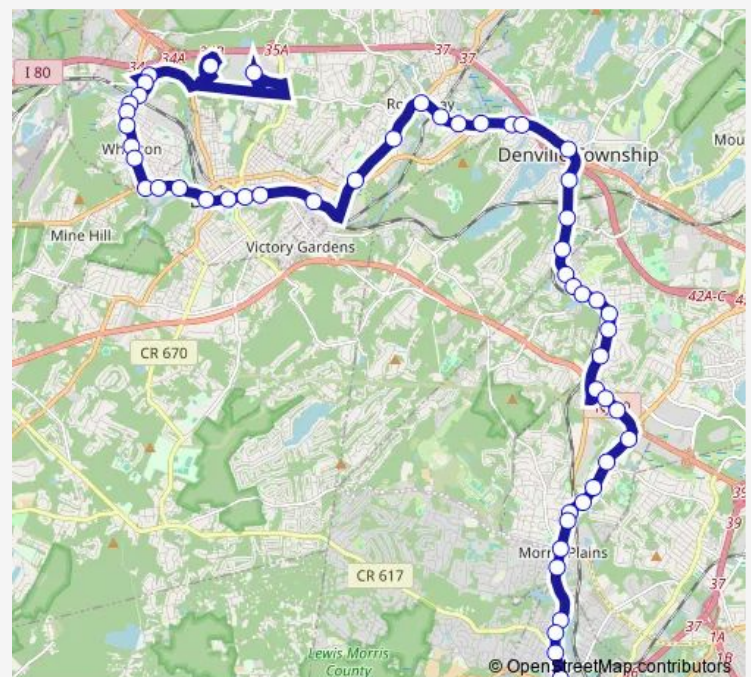 34A
35A
37
37
I 80
Denville Township
Wharton
Mine Hill
Victory Gardens
42A-C
CR 670
39
39
Morris Plains
CR 617
37
37
1A
1B
Lewis Morris
County
© OpenStreetMap contributors